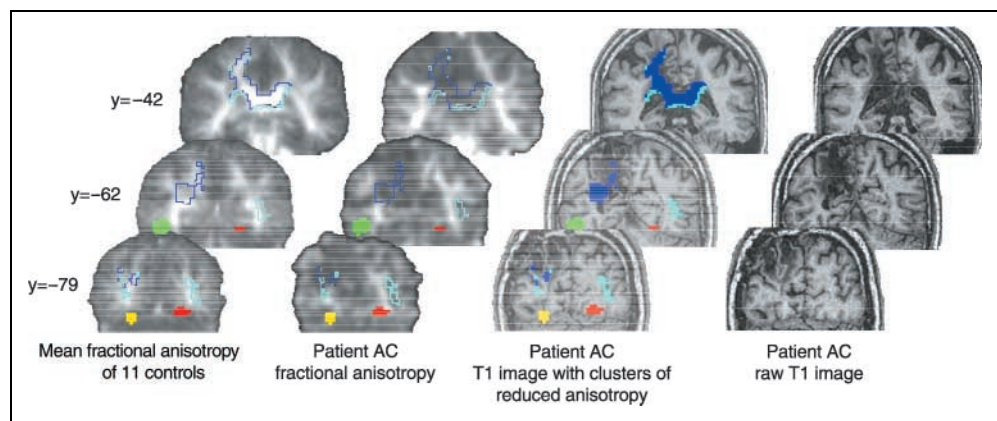 y=−42
y=−62
y=−79
Mean fractional anisotropy
of 11 controls
Patient AC
fractional anisotropy
Patient AC
T1 image with clusters of
reduced anisotropy
Patient AC
raw T1 image